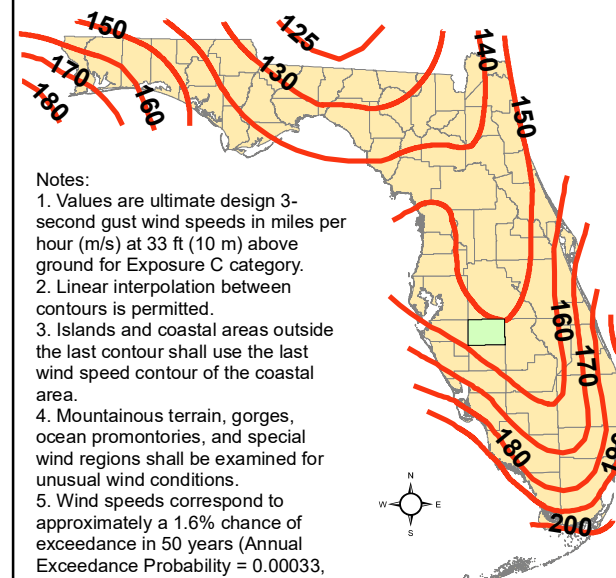 150
125
140
170
130
180
160
150
Notes:
1. Values are ultimate design 3-
second gust wind speeds in miles per
hour (m/s) at 33 ft (10 m) above
ground for Exposure C category.
2. Linear interpolation between
contours is permitted.
3. Islands and coastal areas outside
the last contour shall use the last
wind speed contour of the coastal
area.
4. Mountainous terrain, gorges,
ocean promontories, and special
wind regions shall be examined for
unusual wind conditions.
5. Wind speeds correspond to
approximately a 1.6% chance of
exceedance in 50 years (Annual
Exceedance Probability = 0.00033,
160
170
180
200
N
W
E
S